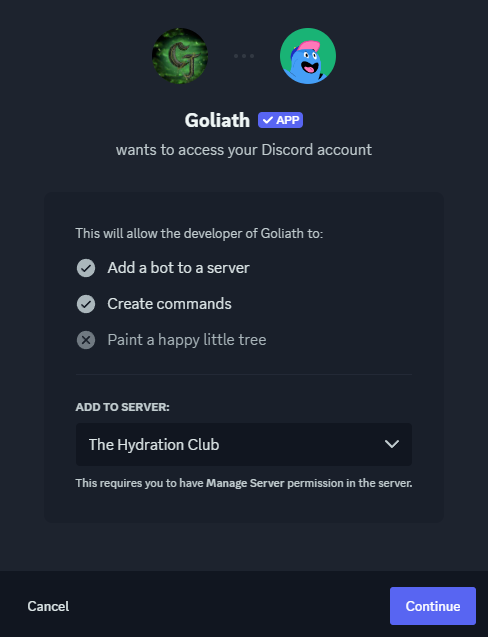 G
Goliath APP
wants to access your Discord account
This will allow the developer of Goliath to:
Add a bot to a server
Create commands
Paint a happy little tree
ADD TO SERVER:
The Hydration Club
This requires you to have Manage Server permission in the server.
Cancel Continue